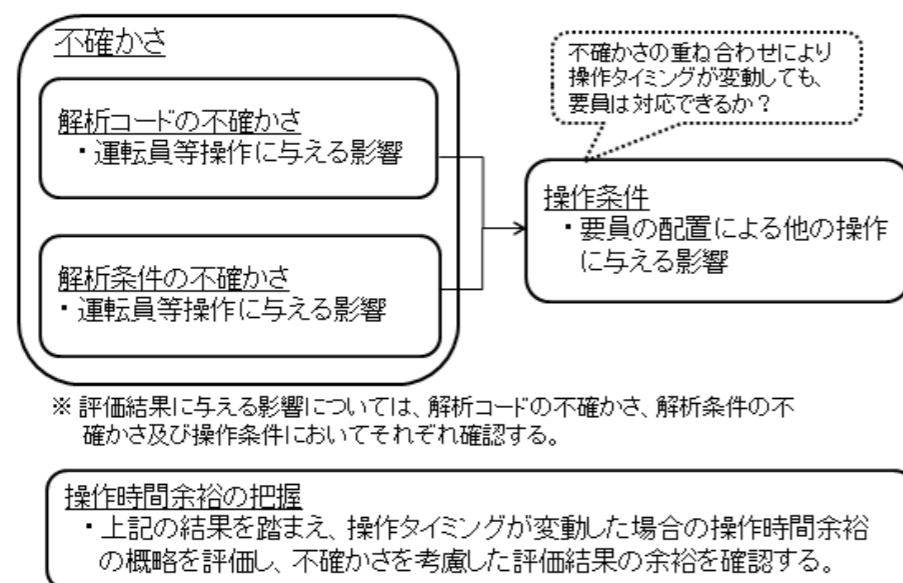 不確かさ
解析コードの不確かさ
・運転員等操作に与える影響
解析条件の不確かさ
・運転員等操作に与える影響
不確かさの重ね合わせにより
操作タイミングが変動しても、
要員は対応できるか？
操作条件
・要員の配置による他の操作
に与える影響
※ 評価結果に与える影響については、解析コードの不確かさ、解析条件の不
確かさ及び操作条件においてそれぞれ確認する。
操作時間余裕の把握
・上記の結果を踏まえ、操作タイミングが変動した場合の操作時間余裕
の概略を評価し、不確かさを考慮した評価結果の余裕を確認する。